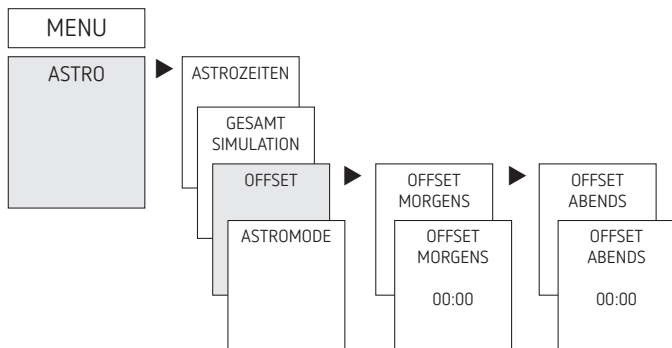 MENU
ASTRO
ASTROZEITEN
GESAMT
SIMULATION
OFFSET
ASTROMODE
OFFSET
MORGENS
OFFSET
MORGENS
00:00
OFFSET
ABENDS
OFFSET
ABENDS
00:00